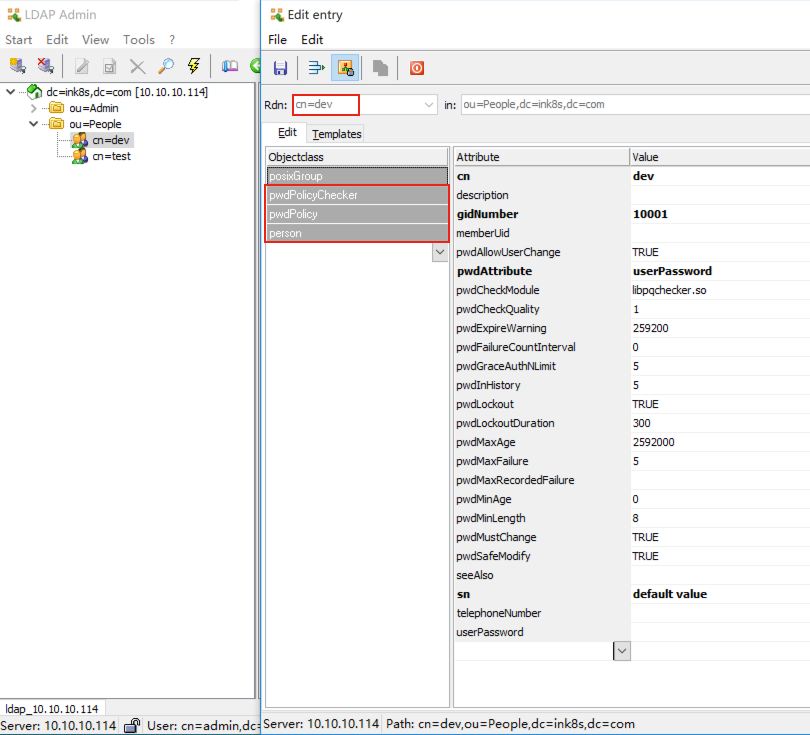 LDAP Admin
Start Edit View Tools ?
dc=ink8s,dc=com [10.10.10.114]
ou=Admin
ou=People
cn=dev
cn=test
ldap_10.10.10.114
Server: 10.10.10.114 User: cn=admin,dc=
Edit entry
File Edit
Rdn: cn=dev in: ou=People,dc=ink8s,dc=com
Edit Templates
Objectclass
posixGroup
pwdPolicyChecker
pwdPolicy
person
Attribute Value
cn dev
description
gidNumber 10001
memberUid
pwdAllowUserChange TRUE
pwdAttribute userPassword
pwdCheckModule libpqchecker.so
pwdCheckQuality 1
pwdExpireWarning 259200
pwdFailureCountInterval 0
pwdGraceAuthNLimit 5
pwdInHistory 5
pwdLockout TRUE
pwdLockoutDuration 300
pwdMaxAge 2592000
pwdMaxFailure 5
pwdMaxRecordedFailure
pwdMinAge 0
pwdMinLength 8
pwdMustChange TRUE
pwdSafeModify TRUE
seeAlso
sn default value
telephoneNumber
userPassword
Server: 10.10.10.114 Path: cn=dev,ou=People,dc=ink8s,dc=com